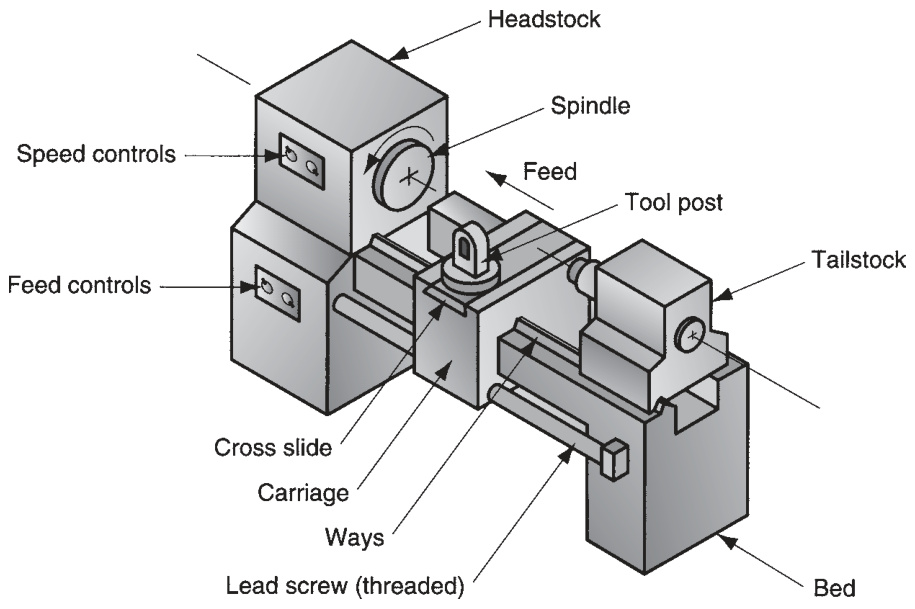 Headstock
Spindle
Speed controls
Feed
Tool post
Tailstock
Feed controls
Cross slide
Carriage
Ways
Lead screw (threaded)
Bed